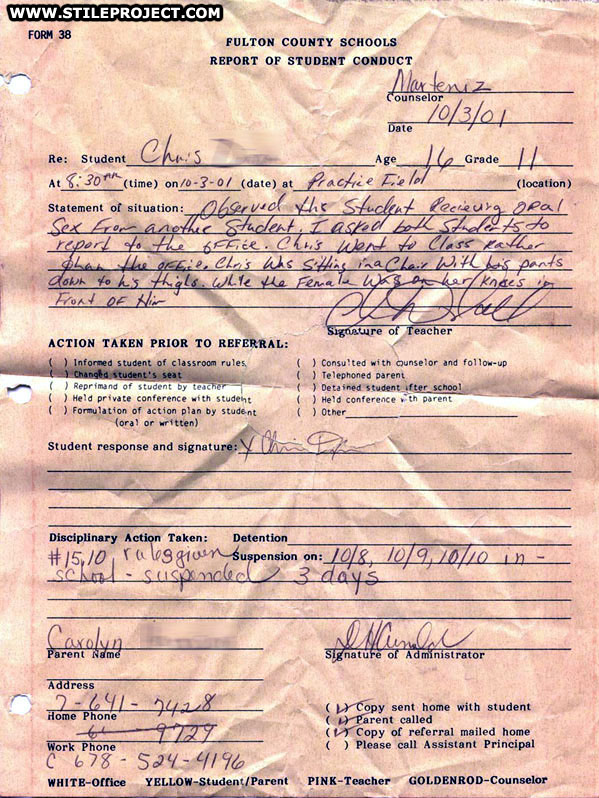 WWW.STILEPROJECT.COM
FORM 38
FULTON COUNTY SCHOOLS
REPORT OF STUDENT CONDUCT
Marteniz
Counselor
10/3/01
Date
Re: Student Chris Age 16 Grade 11
At 8:30 AM (time) on 10-3-01 (date) at Practice Field (location)
Statement of situation: Observed this Student Recieving oral
Sex From another Student. I asked both Students to
report to the office. Chris Went to Class Rather
than the office. Chris Was Sitting in a Chair With his pants
down to his thighs. While the Female Was on her Knees in
Front OF Him
Signature of Teacher
ACTION TAKEN PRIOR TO REFERRAL:
( ) Informed student of classroom rules ( ) Consulted with counselor and follow-up
( ) Changed student's seat ( ) Telephoned parent
( ) Reprimand of student by teacher ( ) Detained student after school
( ) Held private conference with student ( ) Held conference with parent
( ) Formulation of action plan by student ( ) Other
(oral or written)
Student response and signature: X Chris
Disciplinary Action Taken: Detention
#15,10 rules given Suspension on: 10/8, 10/9, 10/10 in -
school - suspended 3 days
Carolyn
Parent Name Signature of Administrator
Address
7-641-7428 (✓) Copy sent home with student
Home Phone (✓) Parent called
9729 (✓) Copy of referral mailed home
Work Phone ( ) Please call Assistant Principal
C 678-524-4196
WHITE-Office YELLOW-Student/Parent PINK-Teacher GOLDENROD-Counselor